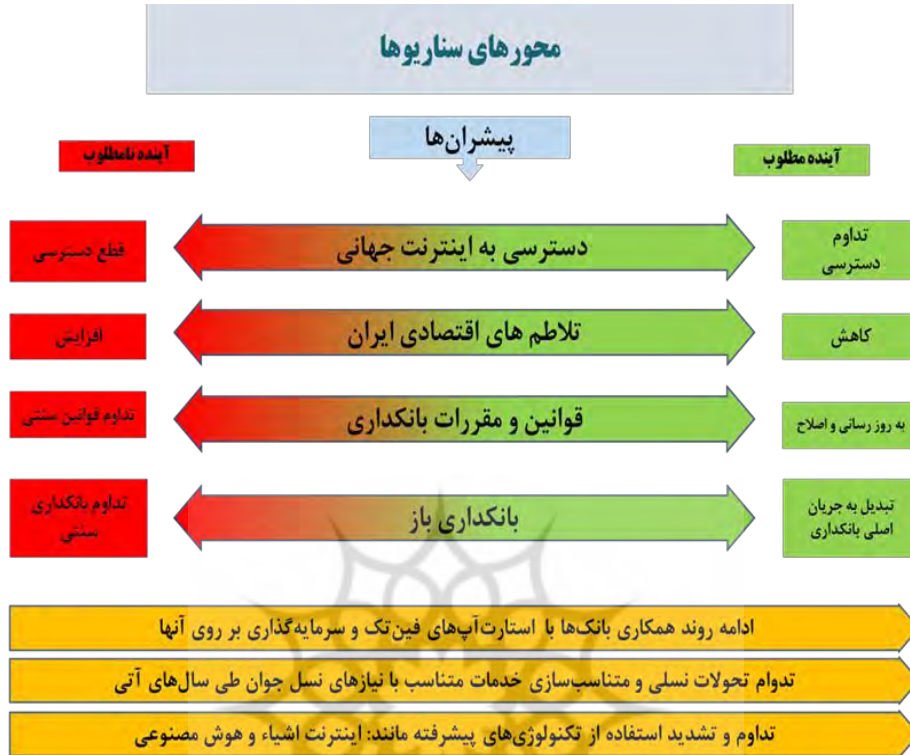 محورهای سناریوها
پیشران‌ها
آینده مطلوب
آینده نامطلوب
تداوم
دسترسی
دسترسی به اینترنت جهانی
قطع دسترسی
کاهش
تلاطم های اقتصادی ایران
افزایش
به روز رسانی و اصلاح
قوانین و مقررات بانکداری
تداوم قوانین سنتی
تبدیل به جریان
اصلی بانکداری
بانکداری باز
تداوم بانکداری
سنتی
ادامه روند همکاری بانک‌ها با استارت‌آپ‌های فین‌تک و سرمایه‌گذاری بر روی آنها
تدوام تحولات نسلی و متناسب‌سازی خدمات متناسب با نیازهای نسل جوان طی سال‌های آتی
تداوم و تشدید استفاده از تکنولوژی‌های پیشرفته مانند: اینترنت اشیاء و هوش مصنوعی